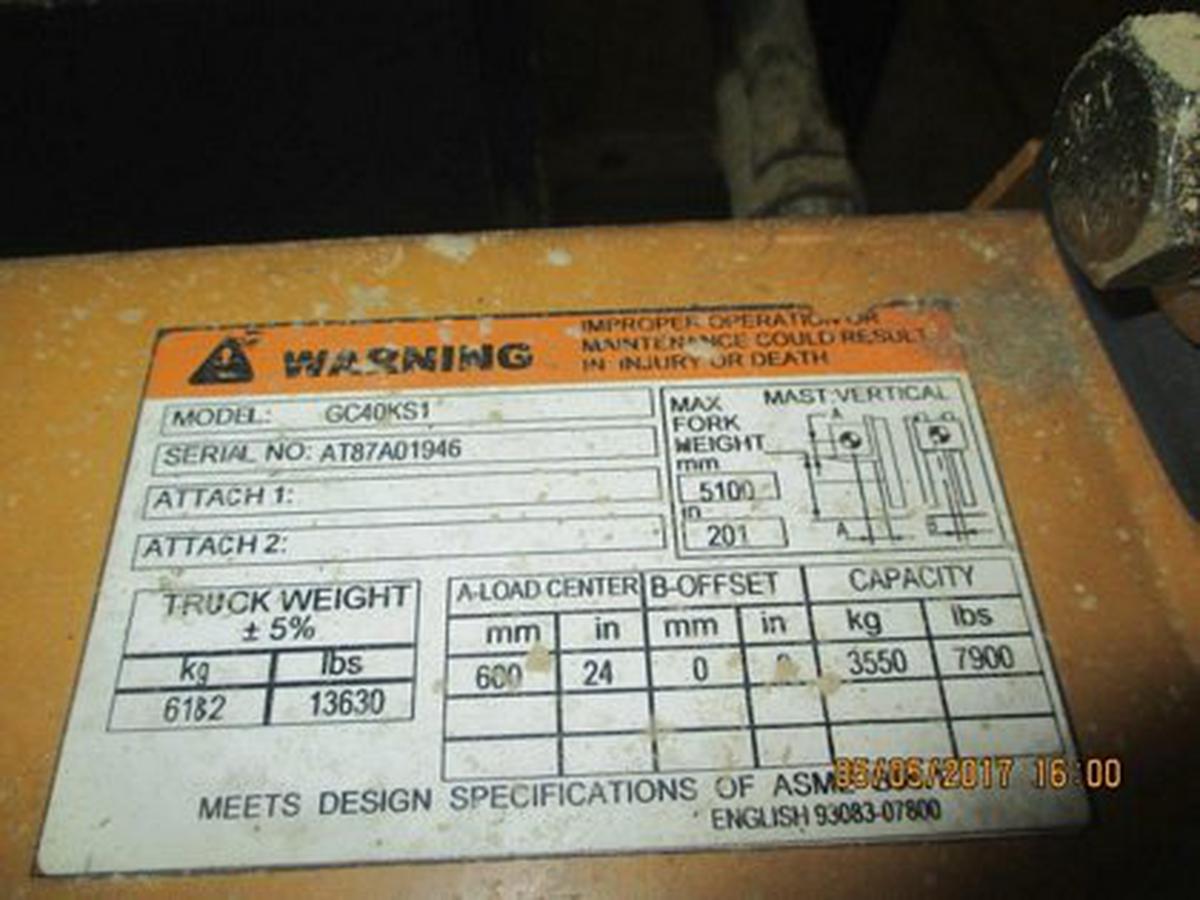 WARNING
IMPROPER OPERATION OR
MAINTENANCE COULD RESULT
IN INJURY OR DEATH
MODEL: GC40KS1
SERIAL NO: AT87A01946
ATTACH 1:
ATTACH 2:
MAX MAST VERTICAL
FORK
WEIGHT
mm
5100
in
201
A
A
B
TRUCK WEIGHT
± 5%
kg lbs
6182 13630
A-LOAD CENTER B-OFFSET CAPACITY
mm in mm in kg lbs
600 24 0 3550 7900
MEETS DESIGN SPECIFICATIONS OF ASME
ENGLISH 93083-07800
05/05/2017 16:00